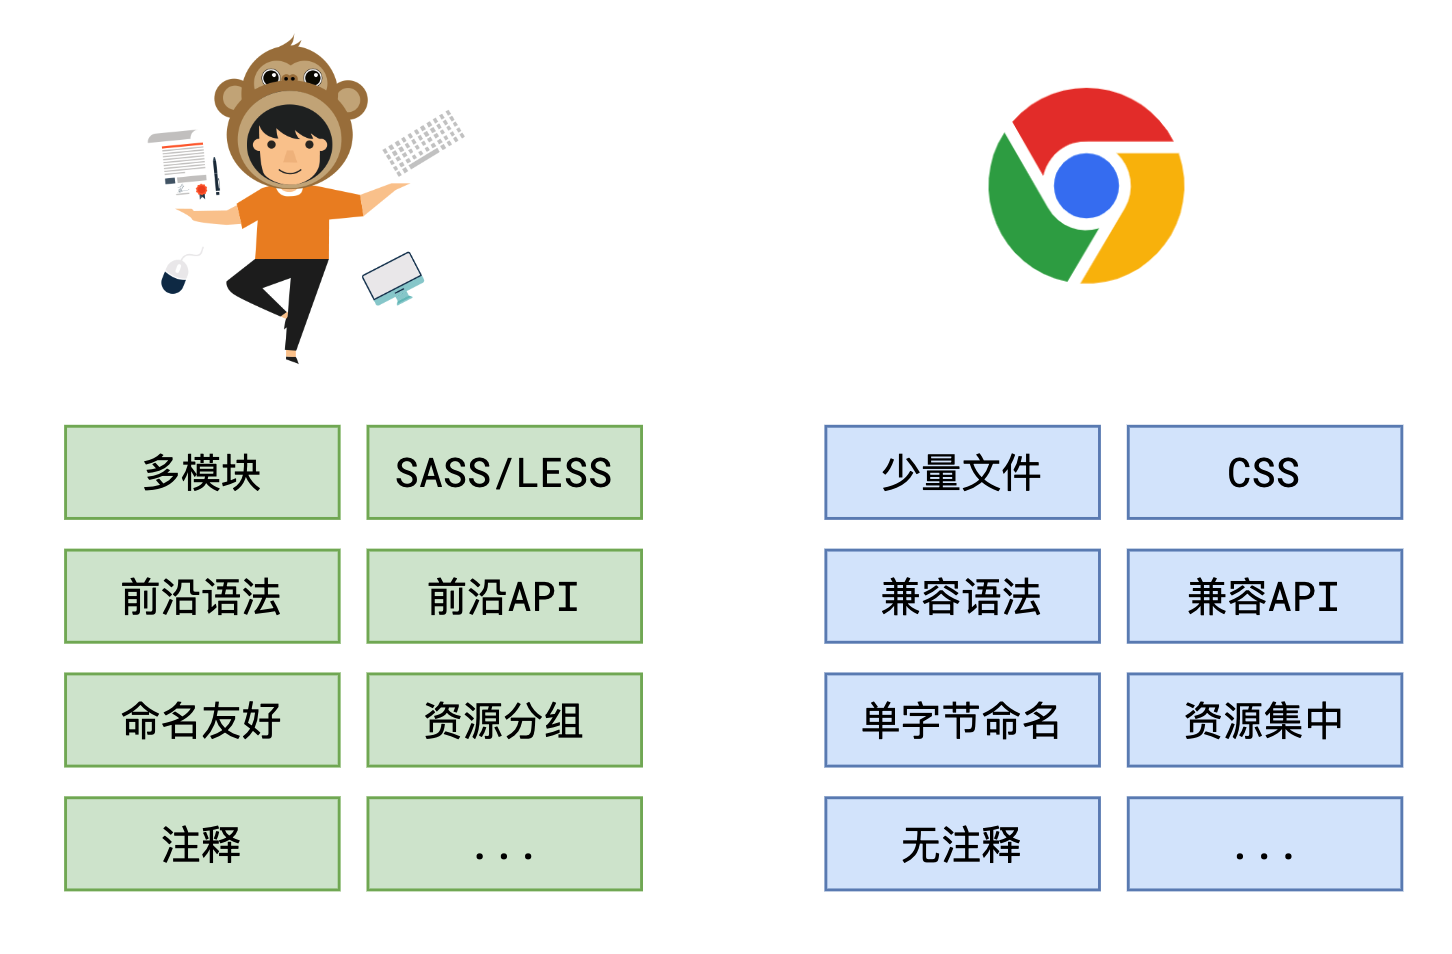 多模块
SASS/LESS
少量文件
CSS
前沿语法
前沿API
兼容语法
兼容API
命名友好
资源分组
单字节命名
资源集中
注释
...
无注释
...